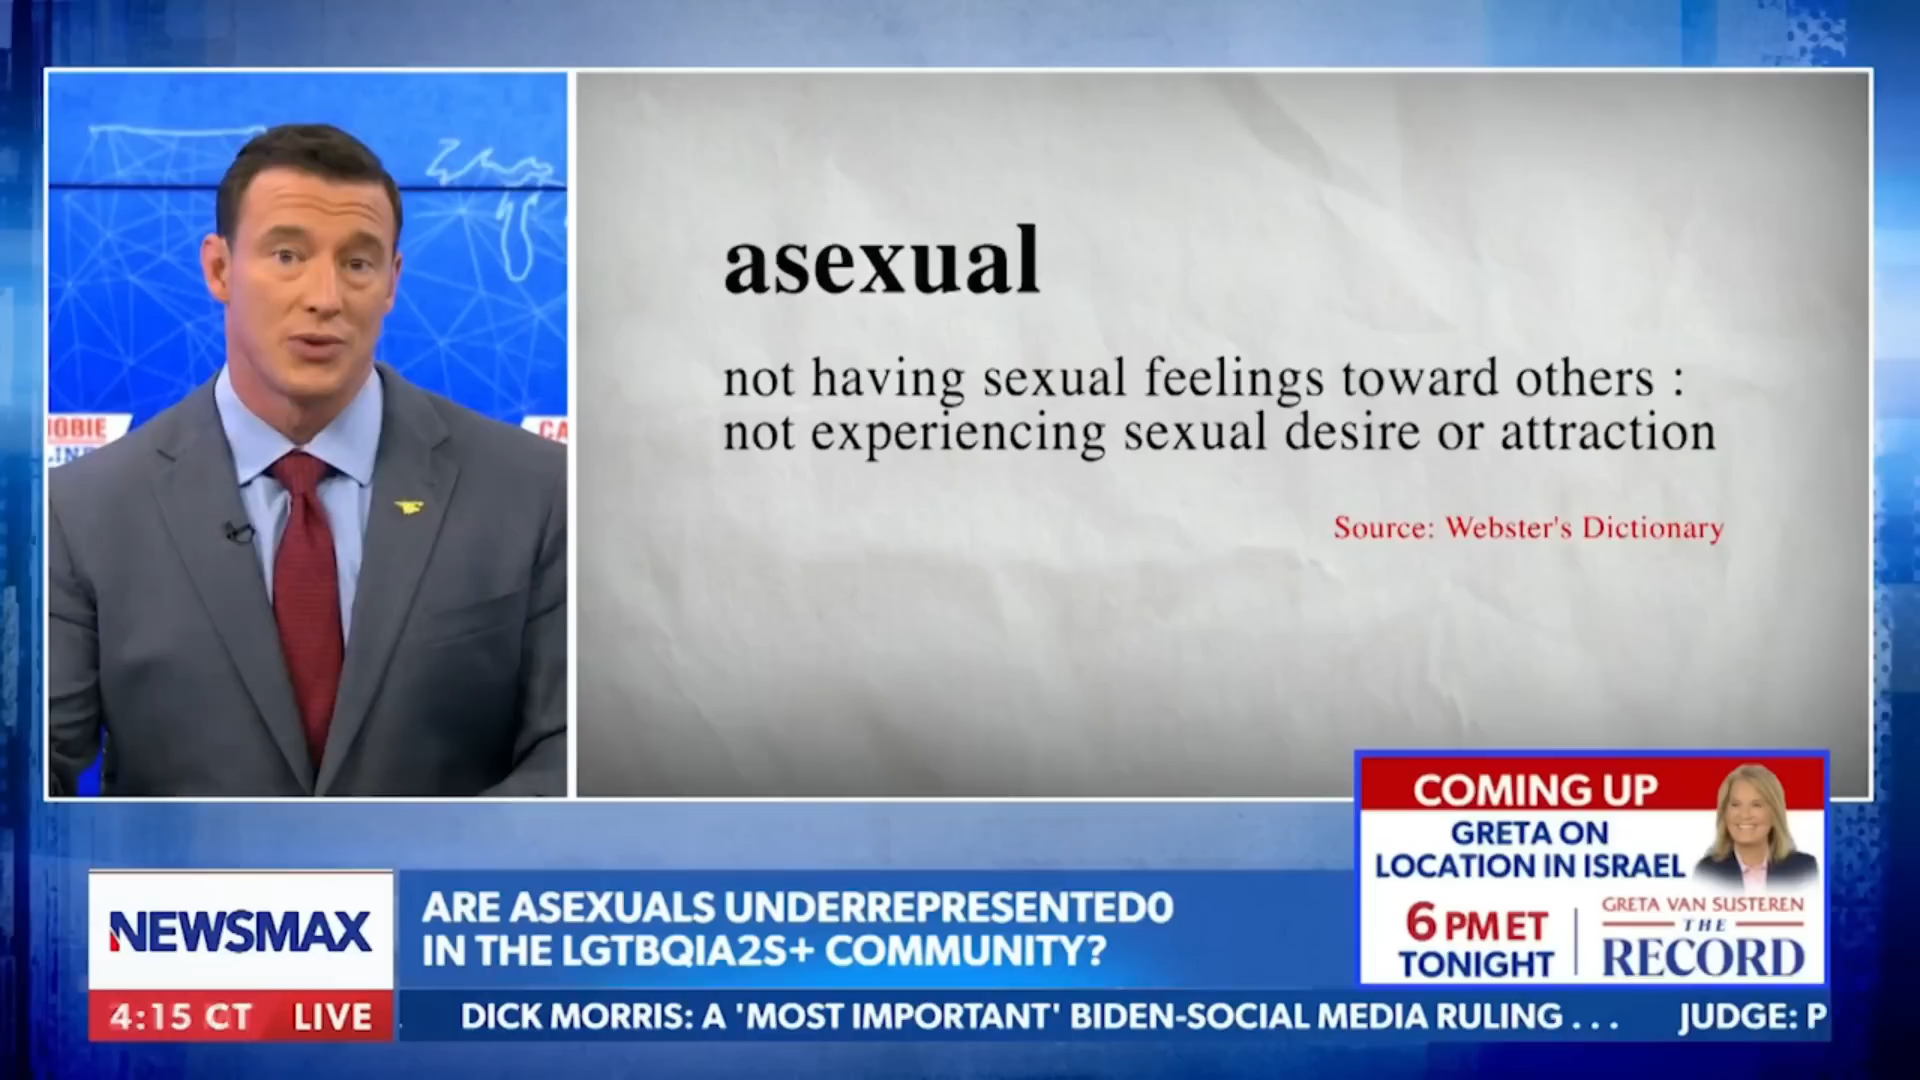 asexual
not having sexual feelings toward others :
not experiencing sexual desire or attraction
Source: Webster's Dictionary
COMING UP
GRETA ON
LOCATION IN ISRAEL
6 PM ET
TONIGHT
GRETA VAN SUSTEREN
THE
RECORD
NEWSMAX
ARE ASEXUALS UNDERREPRESENTED0
IN THE LGTBQIA2S+ COMMUNITY?
4:15 CT LIVE
DICK MORRIS: A 'MOST IMPORTANT' BIDEN-SOCIAL MEDIA RULING . . . JUDGE: P